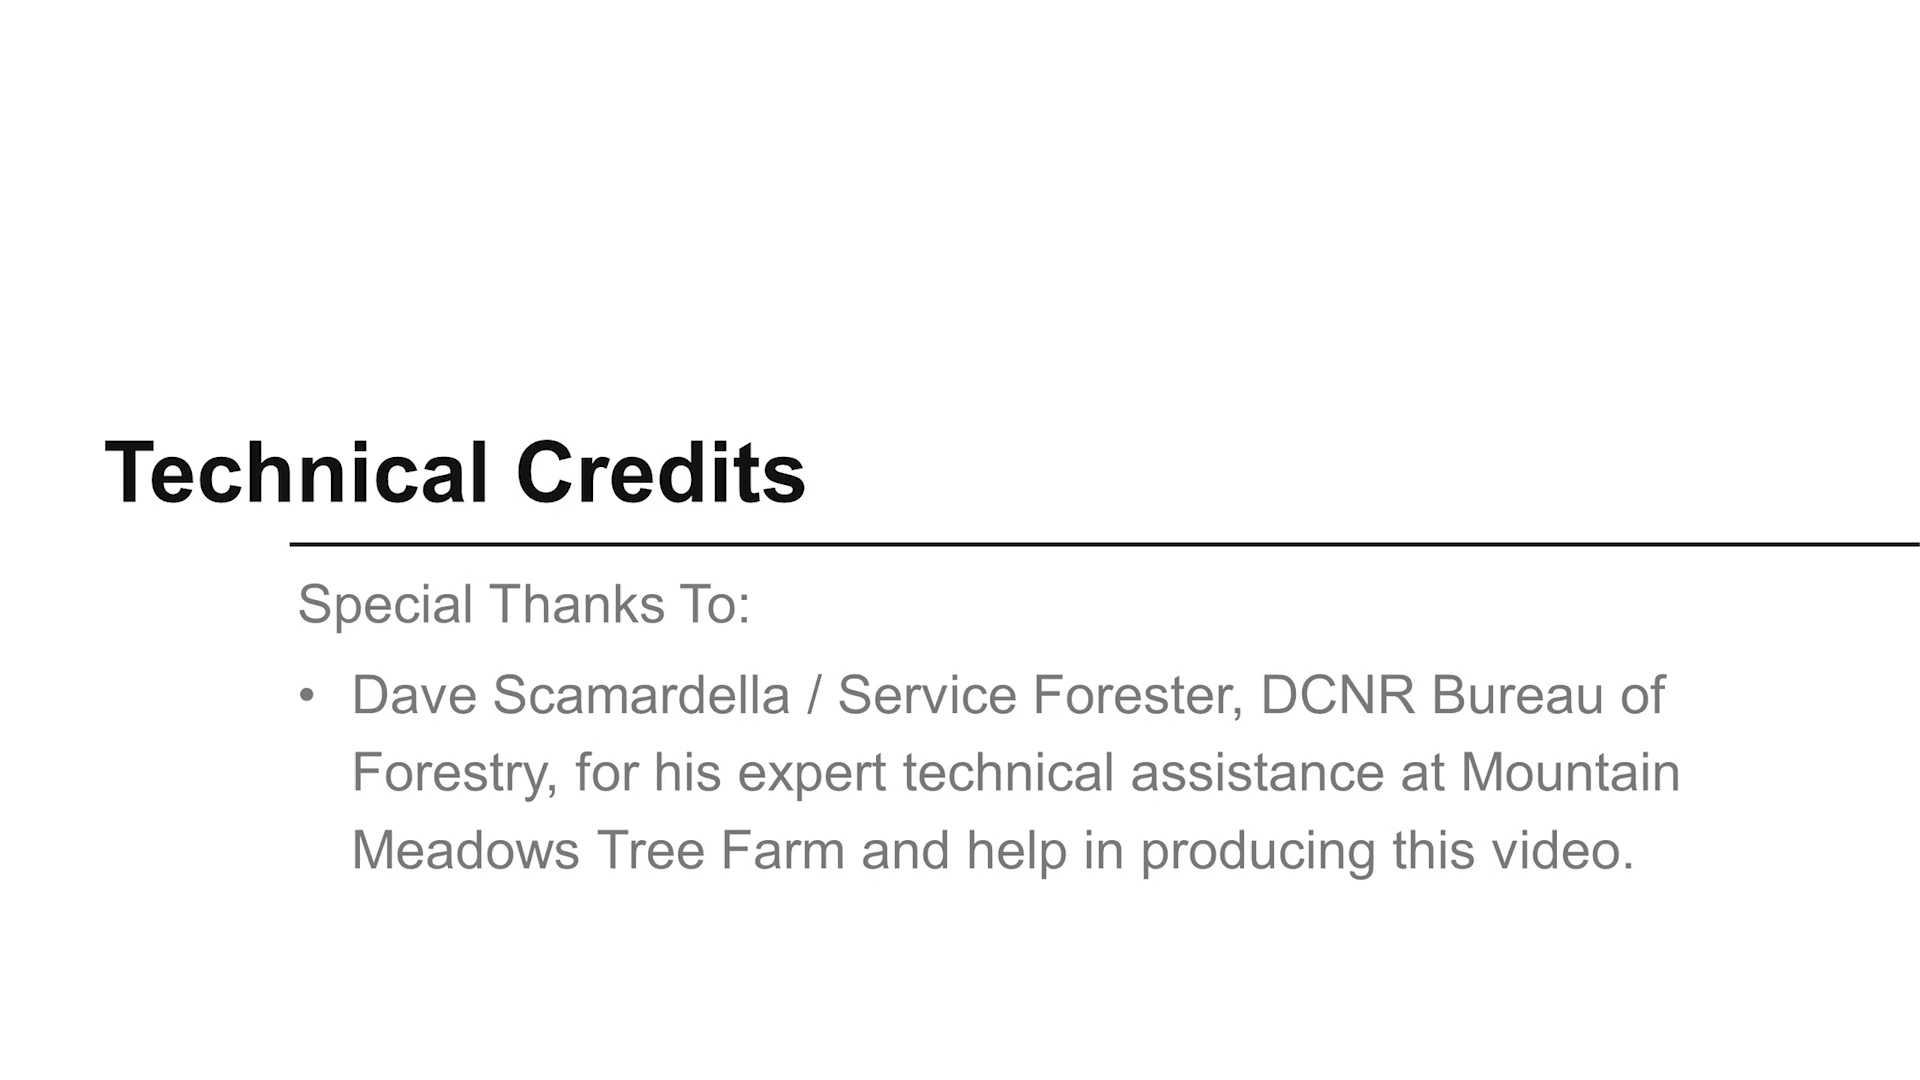 Technical Credits
Special Thanks To:
• Dave Scamardella / Service Forester, DCNR Bureau of
Forestry, for his expert technical assistance at Mountain
Meadows Tree Farm and help in producing this video.